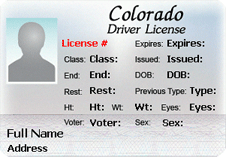 Colorado
Driver License
License # Expires: Expires:
Class: Class: Issued: Issued:
End: End: DOB: DOB:
Rest: Rest: Previous Type: Type:
Ht: Ht: Wt: Wt: Eyes: Eyes:
Voter: Voter: Sex: Sex:
Full Name
Address